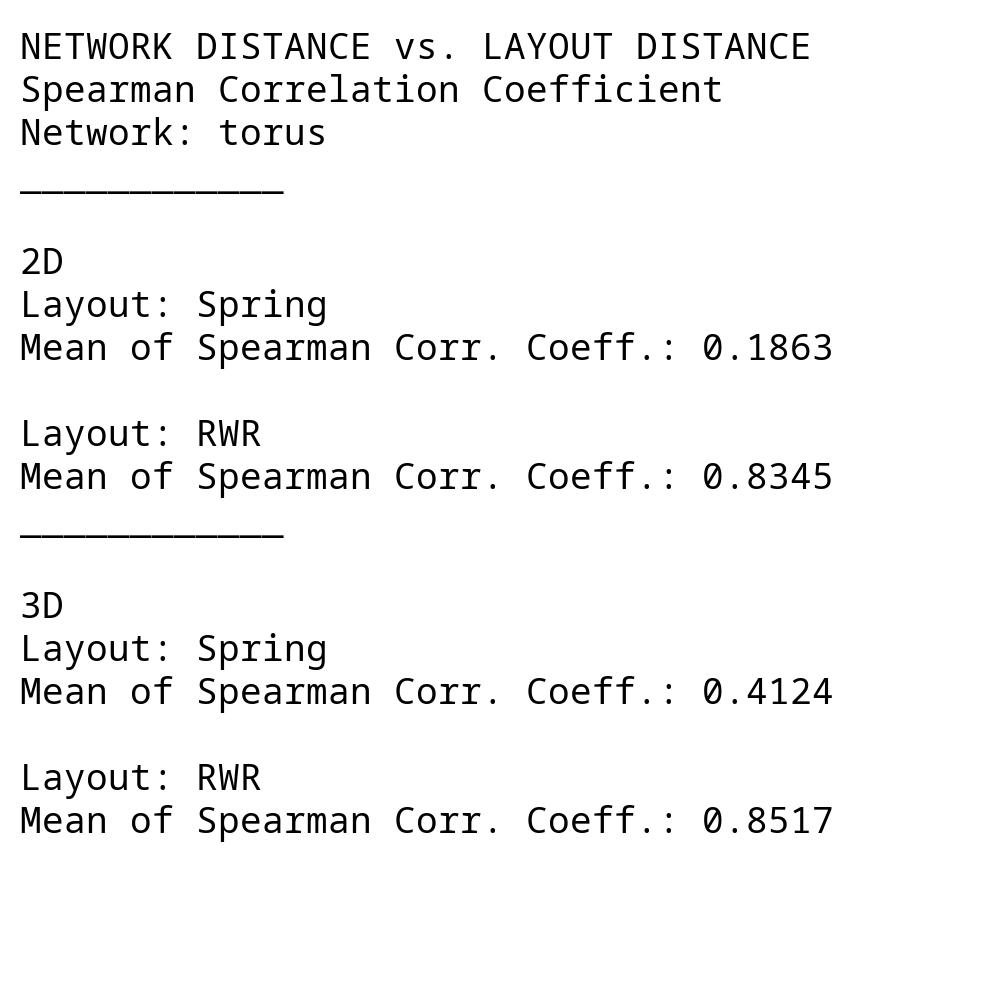 NETWORK DISTANCE vs. LAYOUT DISTANCE
Spearman Correlation Coefficient
Network: torus
____________
2D
Layout: Spring
Mean of Spearman Corr. Coeff.: 0.1863
Layout: RWR
Mean of Spearman Corr. Coeff.: 0.8345
____________
3D
Layout: Spring
Mean of Spearman Corr. Coeff.: 0.4124
Layout: RWR
Mean of Spearman Corr. Coeff.: 0.8517